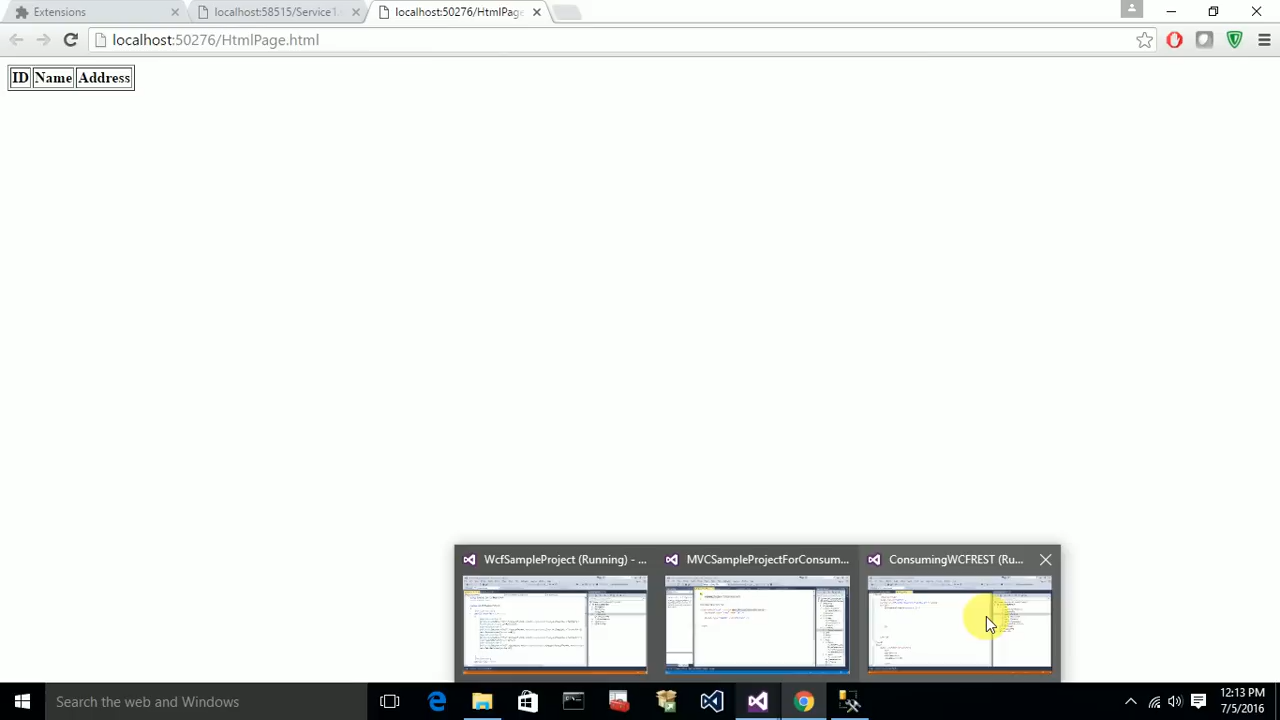 Extensions
localhost:58515/Service1.
localhost:50276/HtmlPage
localhost:50276/HtmlPage.html
ID Name Address
WcfSampleProject (Running) - ...
MVCSampleProjectForConsum...
ConsumingWCFREST (Ru...
Search the web and Windows
12:13 PM
7/5/2016